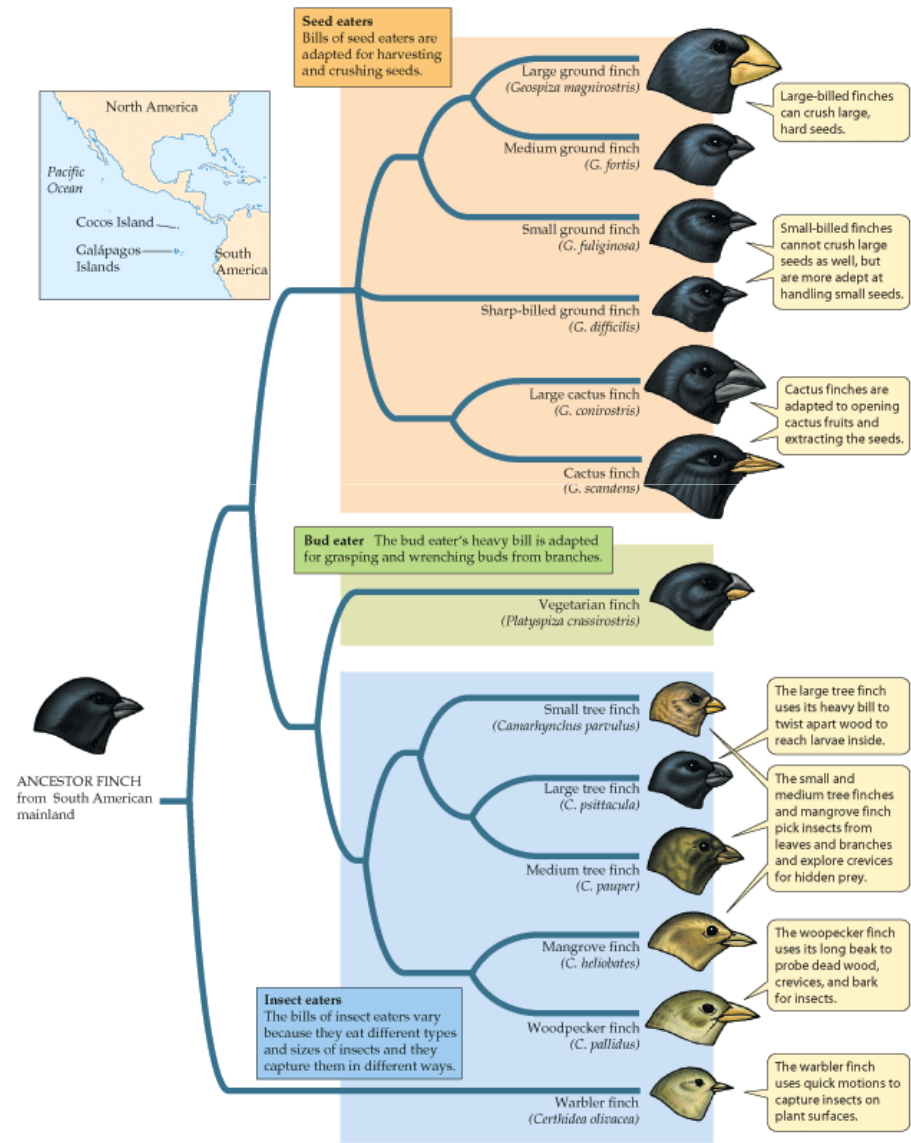 Seed eaters
Bills of seed eaters are
adapted for harvesting
and crushing seeds.
Large ground finch
(Geospiza magnirostris)
Large-billed finches
can crush large,
hard seeds.
North America
Pacific
Ocean
Cocos Island
Galápagos
Islands
South
America
Medium ground finch
(G. fortis)
Small ground finch
(G. fuliginosa)
Small-billed finches
cannot crush large
seeds as well, but
are more adept at
handling small seeds.
Sharp-billed ground finch
(G. difficilis)
Large cactus finch
(G. conirostris)
Cactus finches are
adapted to opening
cactus fruits and
extracting the seeds.
Cactus finch
(G. scandens)
Bud eater The bud eater's heavy bill is adapted
for grasping and wrenching buds from branches.
Vegetarian finch
(Platyspiza crassirostris)
ANCESTOR FINCH
from South American
mainland
Small tree finch
(Camarhynchus parvulus)
The large tree finch
uses its heavy bill to
twist apart wood to
reach larvae inside.
Large tree finch
(C. psittacula)
The small and
medium tree finches
and mangrove finch
pick insects from
leaves and branches
and explore crevices
for hidden prey.
Medium tree finch
(C. pauper)
Mangrove finch
(C. heliobates)
The woopecker finch
uses its long beak to
probe dead wood,
crevices, and bark
for insects.
Insect eaters
The bills of insect eaters vary
because they eat different types
and sizes of insects and they
capture them in different ways.
Woodpecker finch
(C. pallidus)
Warbler finch
(Certhidea olivacea)
The warbler finch
uses quick motions to
capture insects on
plant surfaces.